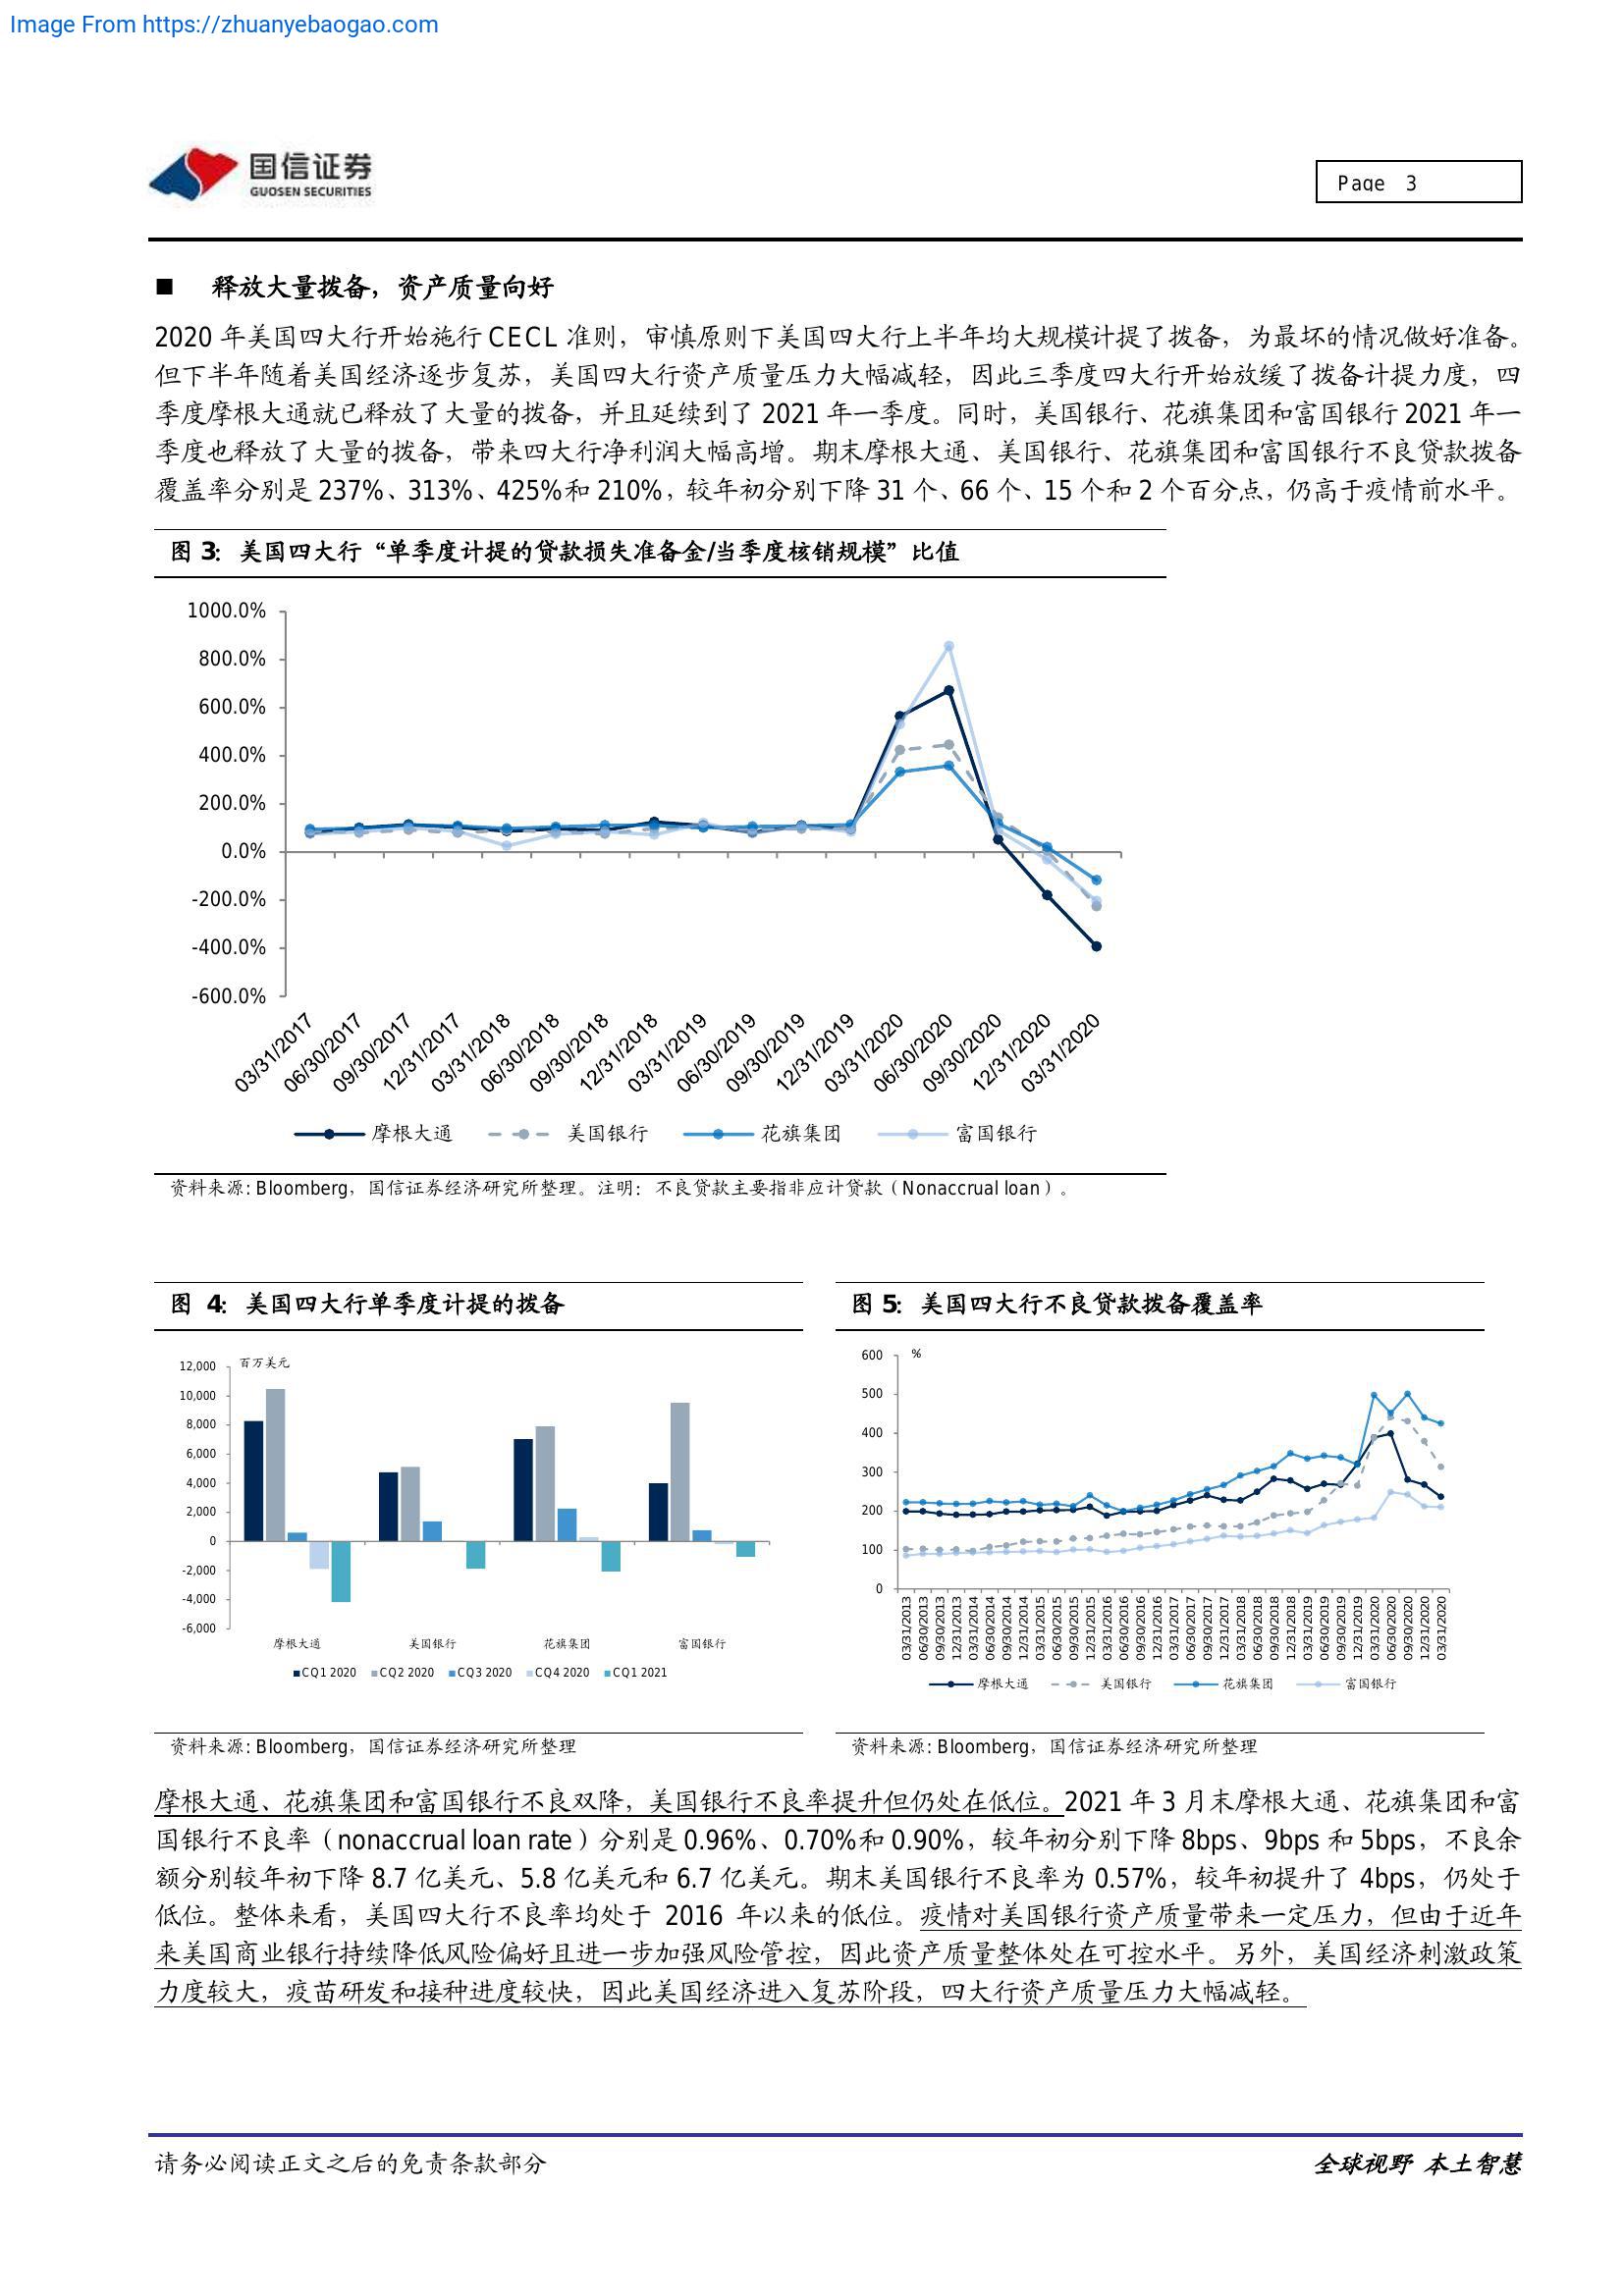 Image From https://zhuanyebaogao.com
国信证券
GUOSEN SECURITIES
Page 3
■ 释放大量拨备，资产质量向好
2020 年美国四大行开始施行 CECL 准则，审慎原则下美国四大行上半年均大规模计提了拨备，为最坏的情况做好准备。
但下半年随着美国经济逐步复苏，美国四大行资产质量压力大幅减轻，因此三季度四大行开始放缓了拨备计提力度，四
季度摩根大通就已释放了大量的拨备，并且延续到了 2021 年一季度。同时，美国银行、花旗集团和富国银行 2021 年一
季度也释放了大量的拨备，带来四大行净利润大幅高增。期末摩根大通、美国银行、花旗集团和富国银行不良贷款拨备
覆盖率分别是 237%、313%、425%和 210%，较年初分别下降 31 个、66 个、15 个和 2 个百分点，仍高于疫情前水平。
图 3：美国四大行“单季度计提的贷款损失准备金/当季度核销规模”比值
1000.0%
800.0%
600.0%
400.0%
200.0%
0.0%
-200.0%
-400.0%
-600.0%
03/31/2017 06/30/2017 09/30/2017 12/31/2017 03/31/2018 06/30/2018 09/30/2018 12/31/2018 03/31/2019 06/30/2019 09/30/2019 12/31/2019 03/31/2020 06/30/2020 09/30/2020 12/31/2020 03/31/2020
摩根大通 美国银行 花旗集团 富国银行
资料来源: Bloomberg，国信证券经济研究所整理。注明：不良贷款主要指非应计贷款（Nonaccrual loan）。
图 4：美国四大行单季度计提的拨备
百万美元
12,000
10,000
8,000
6,000
4,000
2,000
0
-2,000
-4,000
-6,000
摩根大通 美国银行 花旗集团 富国银行
CQ1 2020 CQ2 2020 CQ3 2020 CQ4 2020 CQ1 2021
资料来源: Bloomberg，国信证券经济研究所整理
图 5：美国四大行不良贷款拨备覆盖率
%
600
500
400
300
200
100
0
03/31/2013 06/30/2013 09/30/2013 12/31/2013 03/31/2014 06/30/2014 09/30/2014 12/31/2014 03/31/2015 06/30/2015 09/30/2015 12/31/2015 03/31/2016 06/30/2016 09/30/2016 12/31/2016 03/31/2017 06/30/2017 09/30/2017 12/31/2017 03/31/2018 06/30/2018 09/30/2018 12/31/2018 03/31/2019 06/30/2019 09/30/2019 12/31/2019 03/31/2020 06/30/2020 09/30/2020 12/31/2020 03/31/2020
摩根大通 美国银行 花旗集团 富国银行
资料来源: Bloomberg，国信证券经济研究所整理
摩根大通、花旗集团和富国银行不良双降，美国银行不良率提升但仍处在低位。2021 年 3 月末摩根大通、花旗集团和富
国银行不良率（nonaccrual loan rate）分别是 0.96%、0.70%和 0.90%，较年初分别下降 8bps、9bps 和 5bps，不良余
额分别较年初下降 8.7 亿美元、5.8 亿美元和 6.7 亿美元。期末美国银行不良率为 0.57%，较年初提升了 4bps，仍处于
低位。整体来看，美国四大行不良率均处于 2016 年以来的低位。疫情对美国银行资产质量带来一定压力，但由于近年
来美国商业银行持续降低风险偏好且进一步加强风险管控，因此资产质量整体处在可控水平。另外，美国经济刺激政策
力度较大，疫苗研发和接种进度较快，因此美国经济进入复苏阶段，四大行资产质量压力大幅减轻。
请务必阅读正文之后的免责条款部分
全球视野 本土智慧